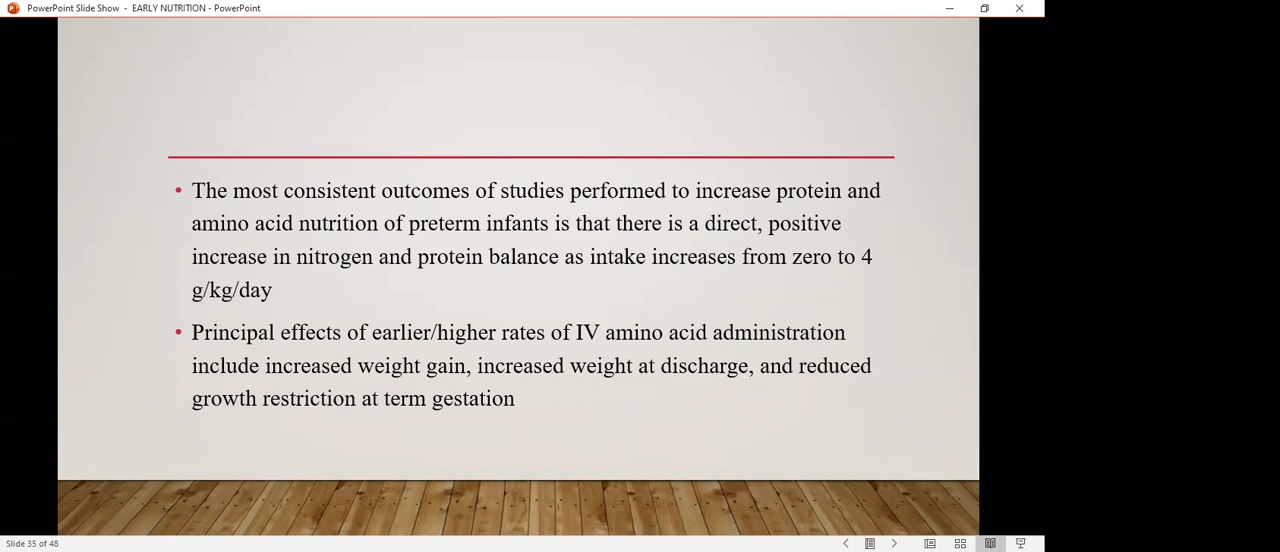 PowerPoint Slide Show - EARLY NUTRITION - PowerPoint
• The most consistent outcomes of studies performed to increase protein and
amino acid nutrition of preterm infants is that there is a direct, positive
increase in nitrogen and protein balance as intake increases from zero to 4
g/kg/day
• Principal effects of earlier/higher rates of IV amino acid administration
include increased weight gain, increased weight at discharge, and reduced
growth restriction at term gestation
Slide 35 of 48